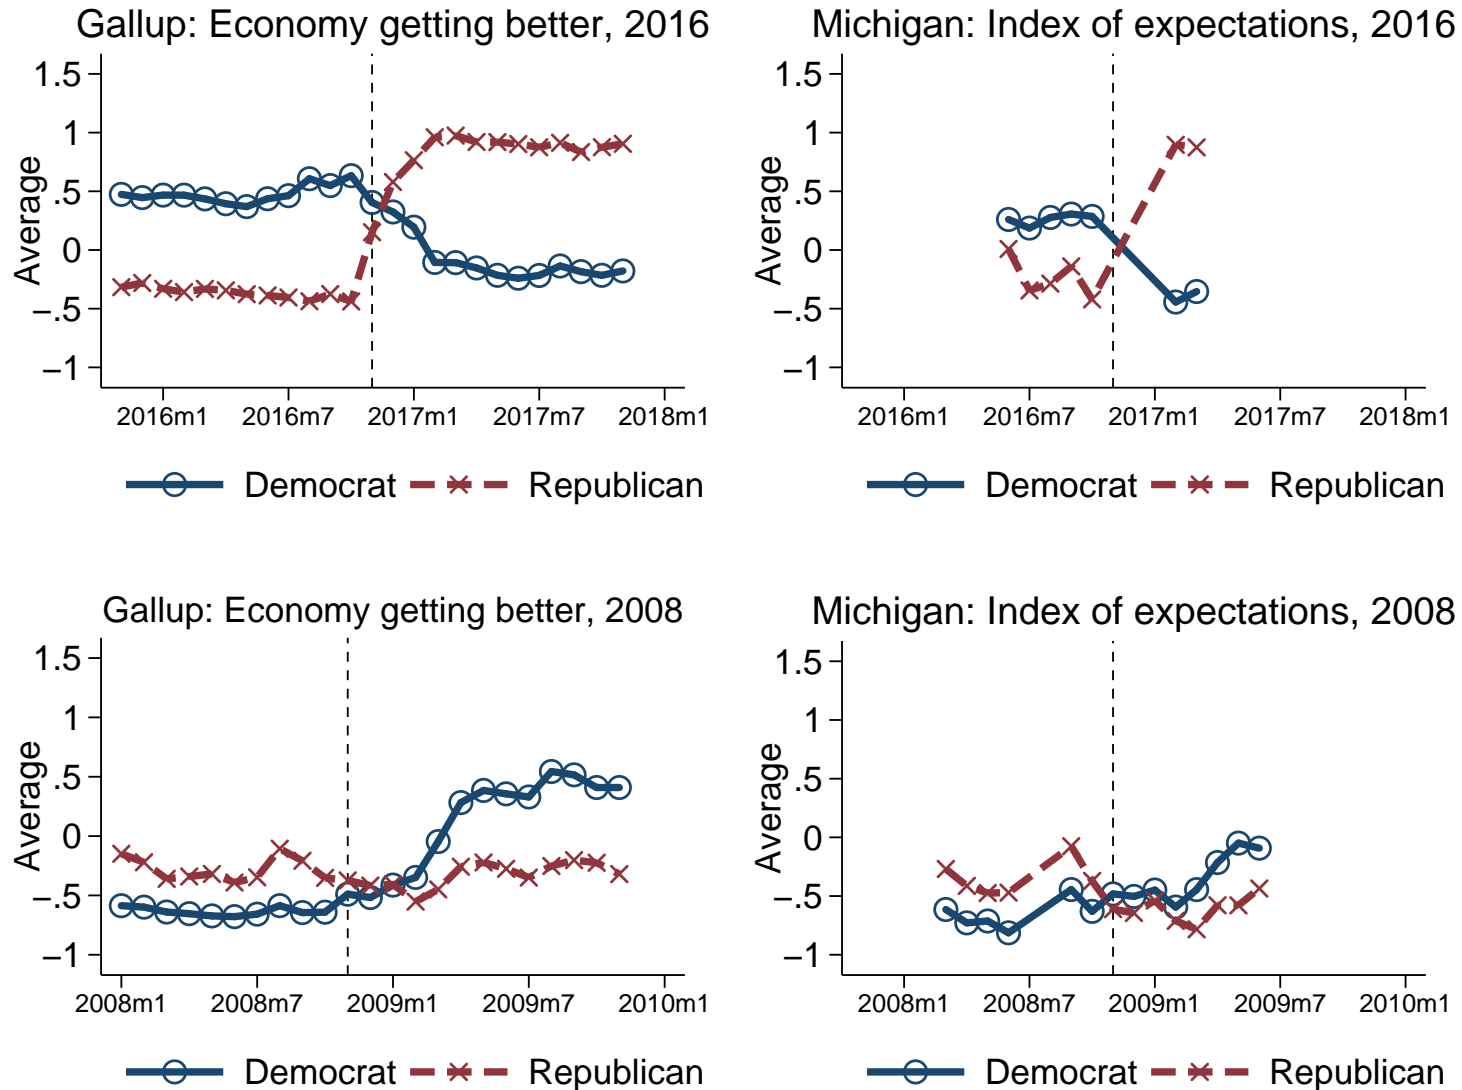 Gallup: Economy getting better, 2016
Average
1.5
1
.5
0
−.5
−1
2016m1 2016m7 2017m1 2017m7 2018m1
Democrat Republican
Michigan: Index of expectations, 2016
Average
1.5
1
.5
0
−.5
−1
2016m1 2016m7 2017m1 2017m7 2018m1
Democrat Republican
Gallup: Economy getting better, 2008
Average
1.5
1
.5
0
−.5
−1
2008m1 2008m7 2009m1 2009m7 2010m1
Democrat Republican
Michigan: Index of expectations, 2008
Average
1.5
1
.5
0
−.5
−1
2008m1 2008m7 2009m1 2009m7 2010m1
Democrat Republican